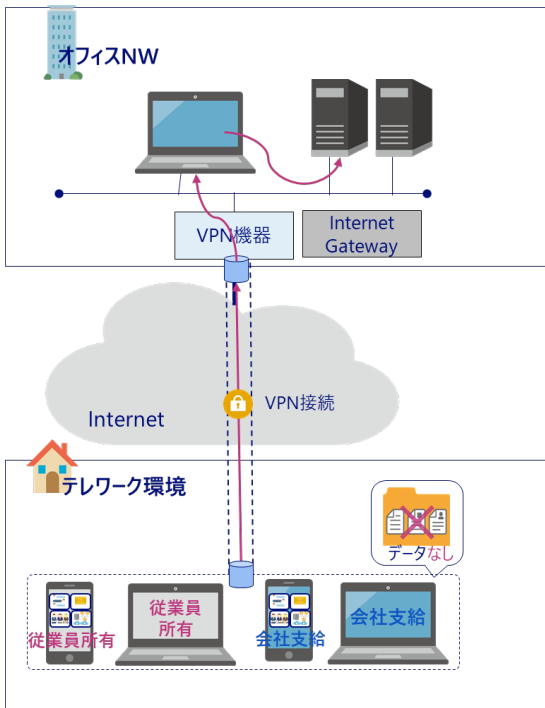 オフィスNW
VPN機器
Internet
Gateway
VPN接続
Internet
テレワーク環境
データなし
従業員所有
従業員
所有
会社支給
会社支給